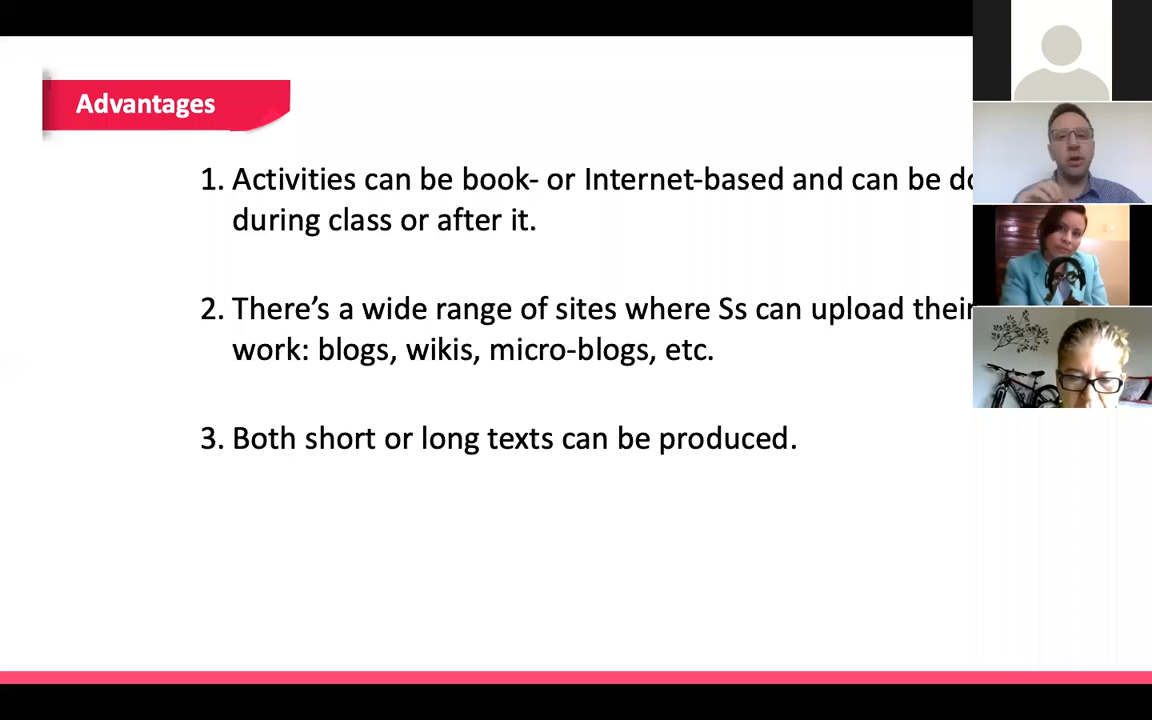 Advantages
1. Activities can be book- or Internet-based and can be
during class or after it.
2. There’s a wide range of sites where Ss can upload their
work: blogs, wikis, micro-blogs, etc.
3. Both short or long texts can be produced.